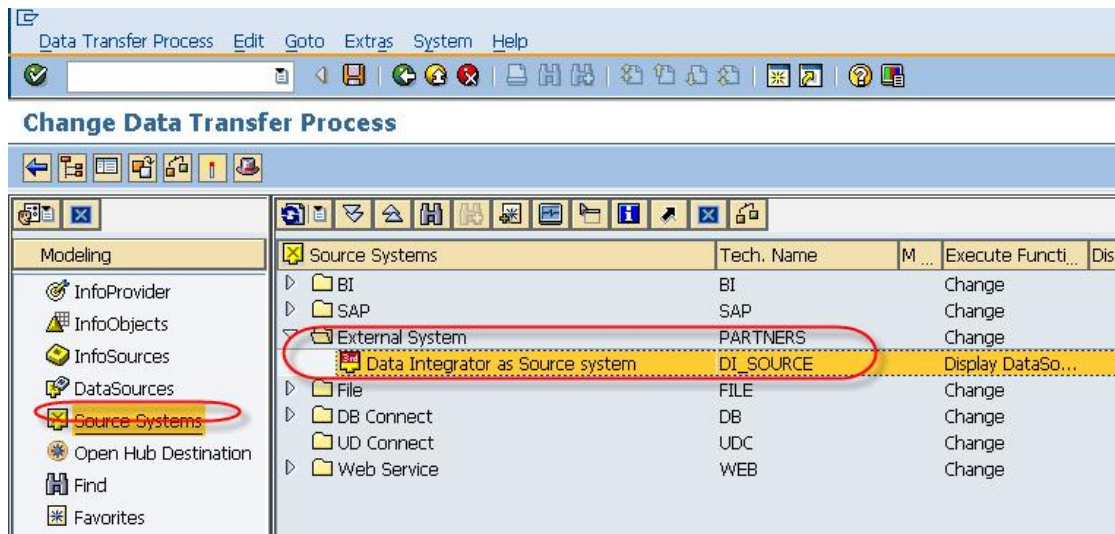 Data Transfer Process Edit Goto Extras System Help
Change Data Transfer Process
Modeling
InfoProvider
InfoObjects
InfoSources
DataSources
Source Systems
Open Hub Destination
Find
Favorites
Source Systems Tech. Name M ... Execute Functi... Dis
BI BI Change
SAP SAP Change
External System PARTNERS Change
3rd Data Integrator as Source system DI_SOURCE Display DataSo...
File FILE Change
DB Connect DB Change
UD Connect UDC Change
Web Service WEB Change